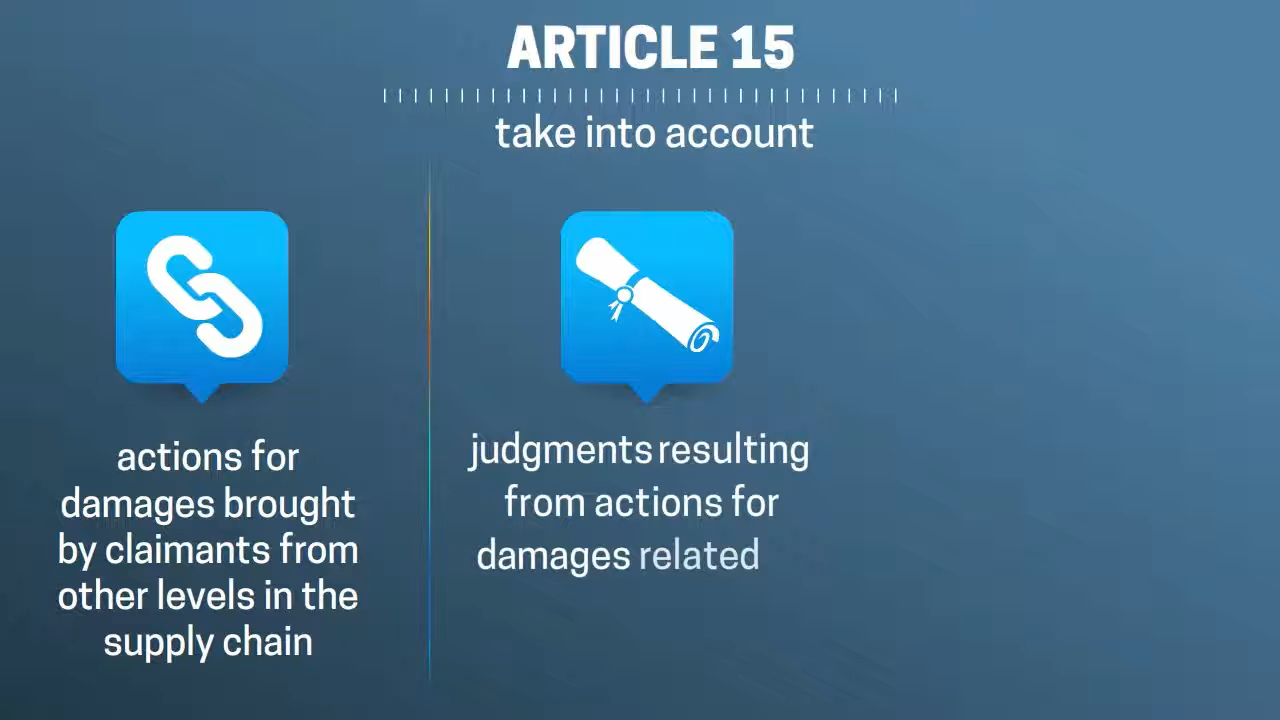 ARTICLE 15
take into account
actions for
damages brought
by claimants from
other levels in the
supply chain
judgments resulting
from actions for
damages related